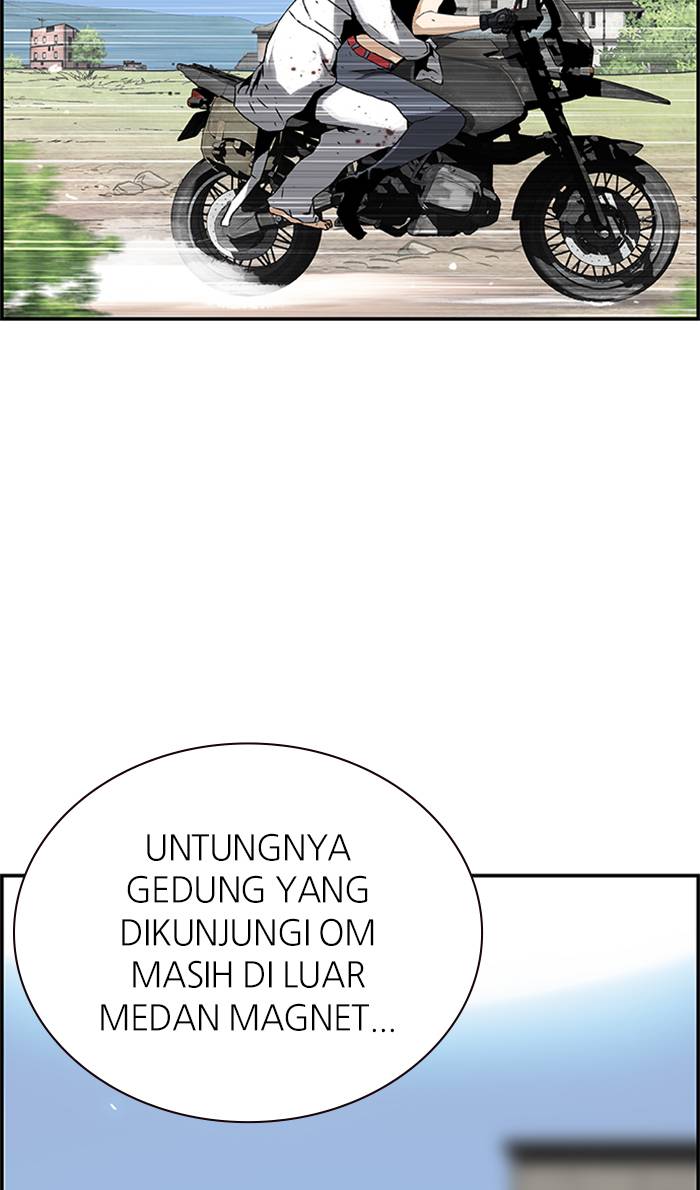 UNTUNGNYA
GEDUNG YANG
DIKUNJUNGI OM
MASIH DI LUAR
MEDAN MAGNET...